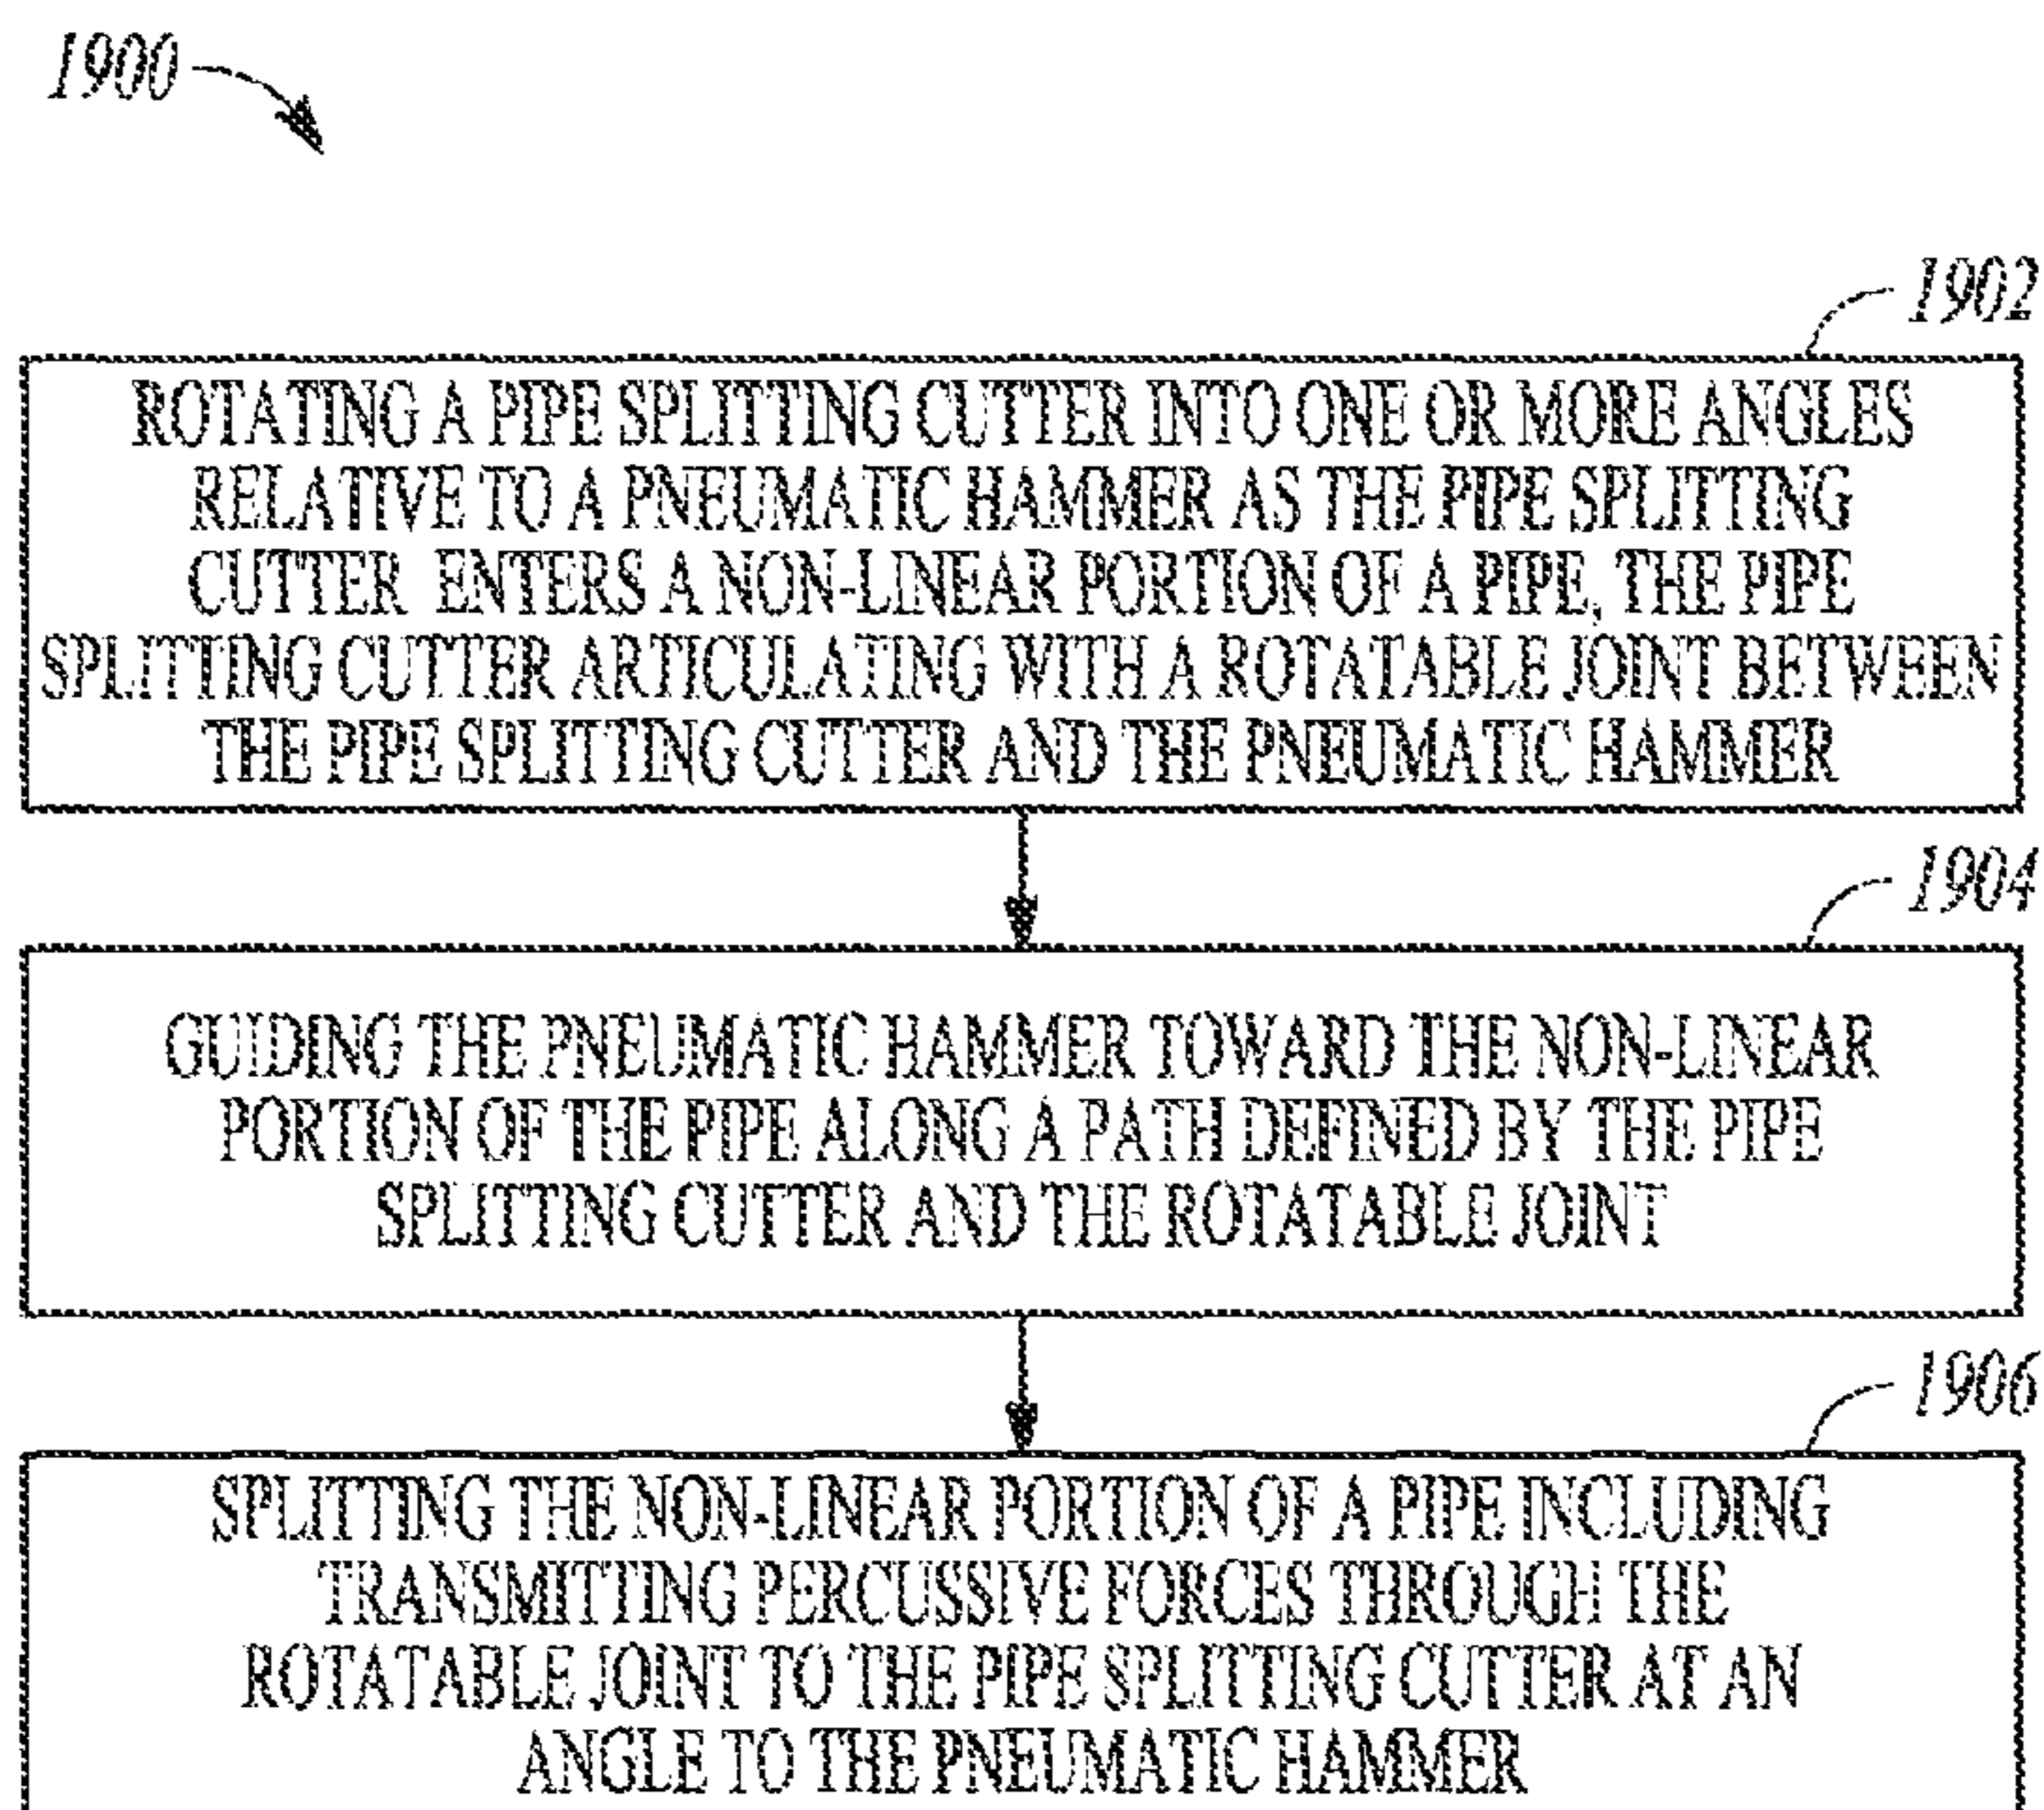 1900
1902
ROTATING A PIPE SPLITTING CUTTER INTO ONE OR MORE ANGLES
RELATIVE TO A PNEUMATIC HAMMER AS THE PIPE SPLITTING
CUTTER ENTERS A NON-LINEAR PORTION OF A PIPE, THE PIPE
SPLITTING CUTTER ARTICULATING WITH A ROTATABLE JOINT BETWEEN
THE PIPE SPLITTING CUTTER AND THE PNEUMATIC HAMMER
1904
GUIDING THE PNEUMATIC HAMMER TOWARD THE NON-LINEAR
PORTION OF THE PIPE ALONG A PATH DEFINED BY THE PIPE
SPLITTING CUTTER AND THE ROTATABLE JOINT
1906
SPLITTING THE NON-LINEAR PORTION OF A PIPE INCLUDING
TRANSMITTING PERCUSSIVE FORCES THROUGH THE
ROTATABLE JOINT TO THE PIPE SPLITTING CUTTER AT AN
ANGLE TO THE PNEUMATIC HAMMER